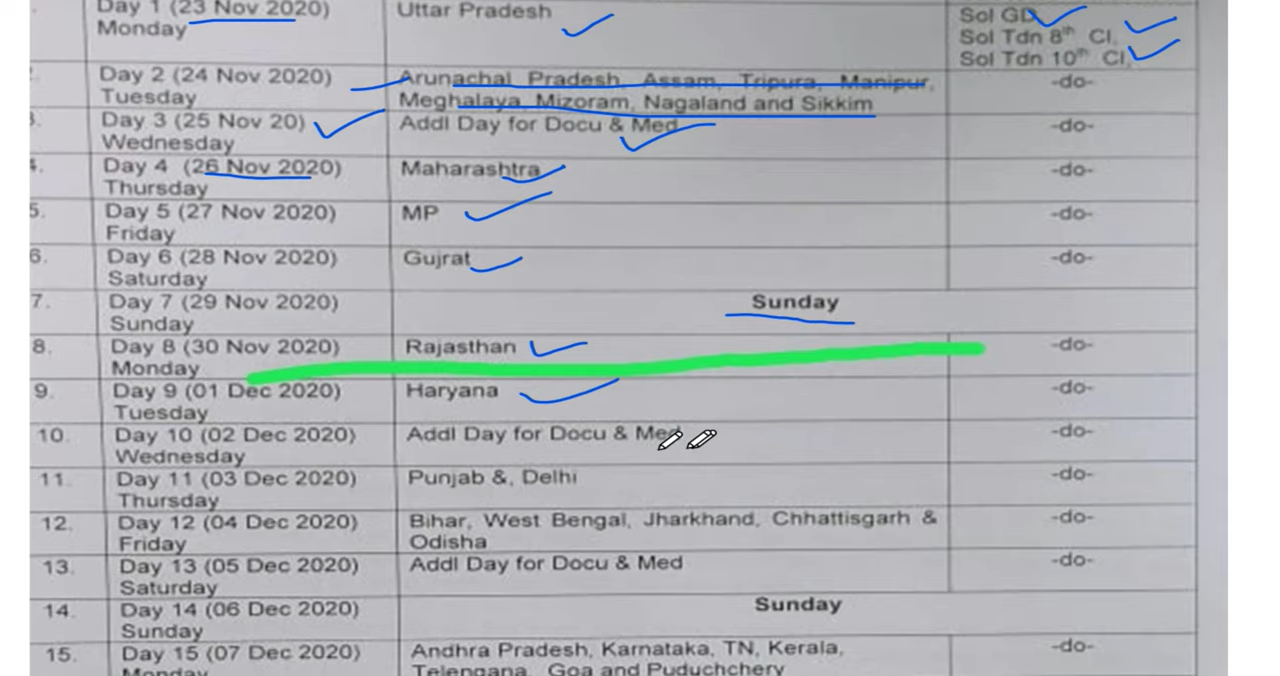 Day 1 (23 Nov 2020) Uttar Pradesh Sol GD
Monday Sol Tdn 8th Cl,
Sol Tdn 10th Cl,
Day 2 (24 Nov 2020) Arunachal Pradesh, Assam, Tripura, Manipur, -do-
Tuesday Meghalaya, Mizoram, Nagaland and Sikkim
3. Day 3 (25 Nov 20) Addl Day for Docu & Med -do-
Wednesday
4. Day 4 (26 Nov 2020) Maharashtra -do-
Thursday
5. Day 5 (27 Nov 2020) MP -do-
Friday
6. Day 6 (28 Nov 2020) Gujrat -do-
Saturday
7. Day 7 (29 Nov 2020) Sunday
Sunday
8. Day 8 (30 Nov 2020) Rajasthan -do-
Monday
9. Day 9 (01 Dec 2020) Haryana -do-
Tuesday
10. Day 10 (02 Dec 2020) Addl Day for Docu & Med -do-
Wednesday
11. Day 11 (03 Dec 2020) Punjab &, Delhi -do-
Thursday
12. Day 12 (04 Dec 2020) Bihar, West Bengal, Jharkhand, Chhattisgarh & -do-
Friday Odisha
13. Day 13 (05 Dec 2020) Addl Day for Docu & Med -do-
Saturday
14. Day 14 (06 Dec 2020) Sunday
Sunday
15. Day 15 (07 Dec 2020) Andhra Pradesh, Karnataka, TN, Kerala, -do-
Monday Telengana, Goa and Puduchchery